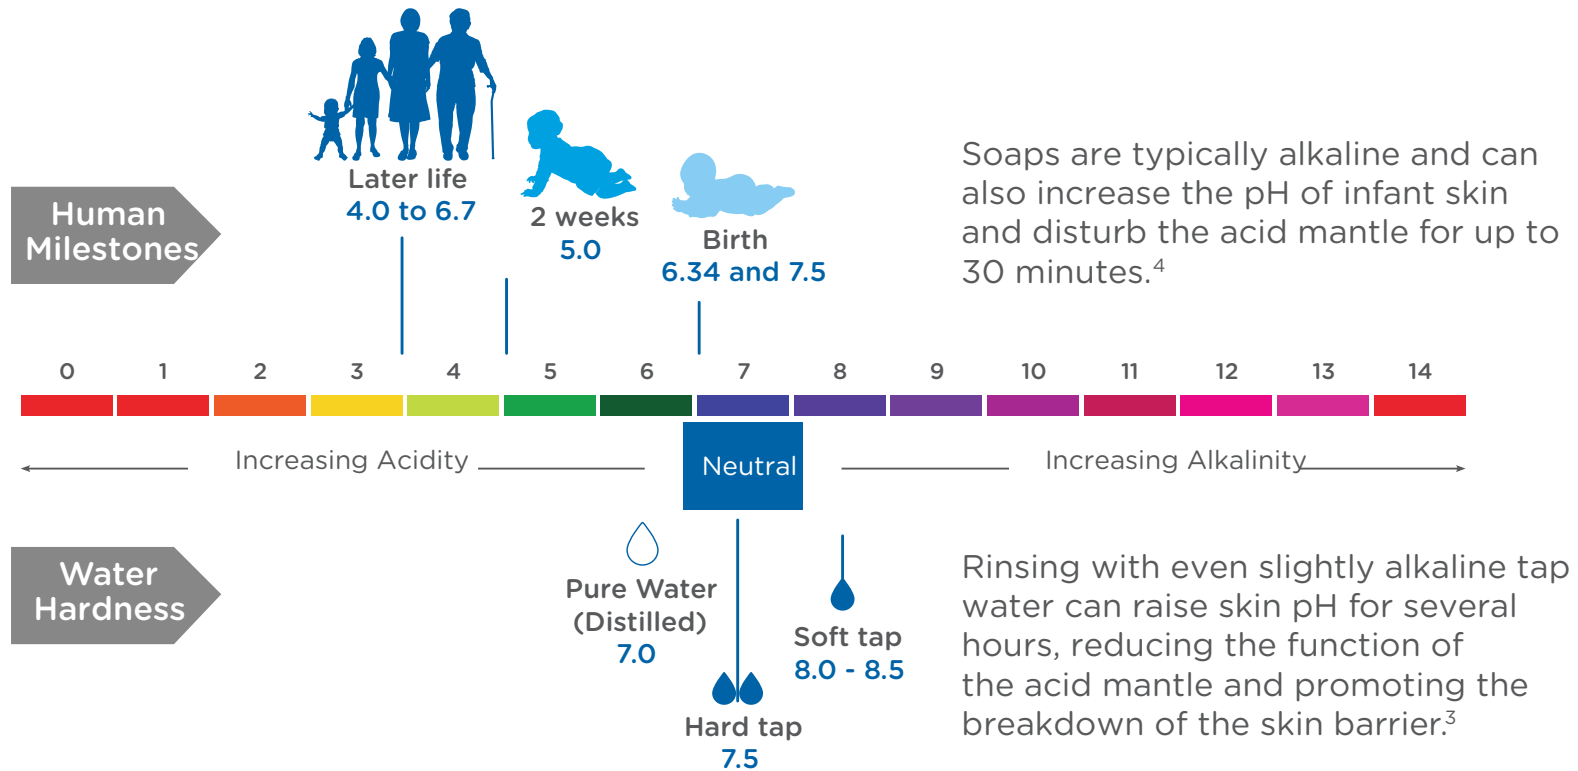 Human
Milestones
Later life
4.0 to 6.7
2 weeks
5.0
Birth
6.34 and 7.5
Soaps are typically alkaline and can
also increase the pH of infant skin
and disturb the acid mantle for up to
30 minutes.⁴
0 1 2 3 4 5 6 7 8 9 10 11 12 13 14
Increasing Acidity
Neutral
Increasing Alkalinity
Water
Hardness
Pure Water
(Distilled)
7.0
Hard tap
7.5
Soft tap
8.0 - 8.5
Rinsing with even slightly alkaline tap
water can raise skin pH for several
hours, reducing the function of
the acid mantle and promoting the
breakdown of the skin barrier.³